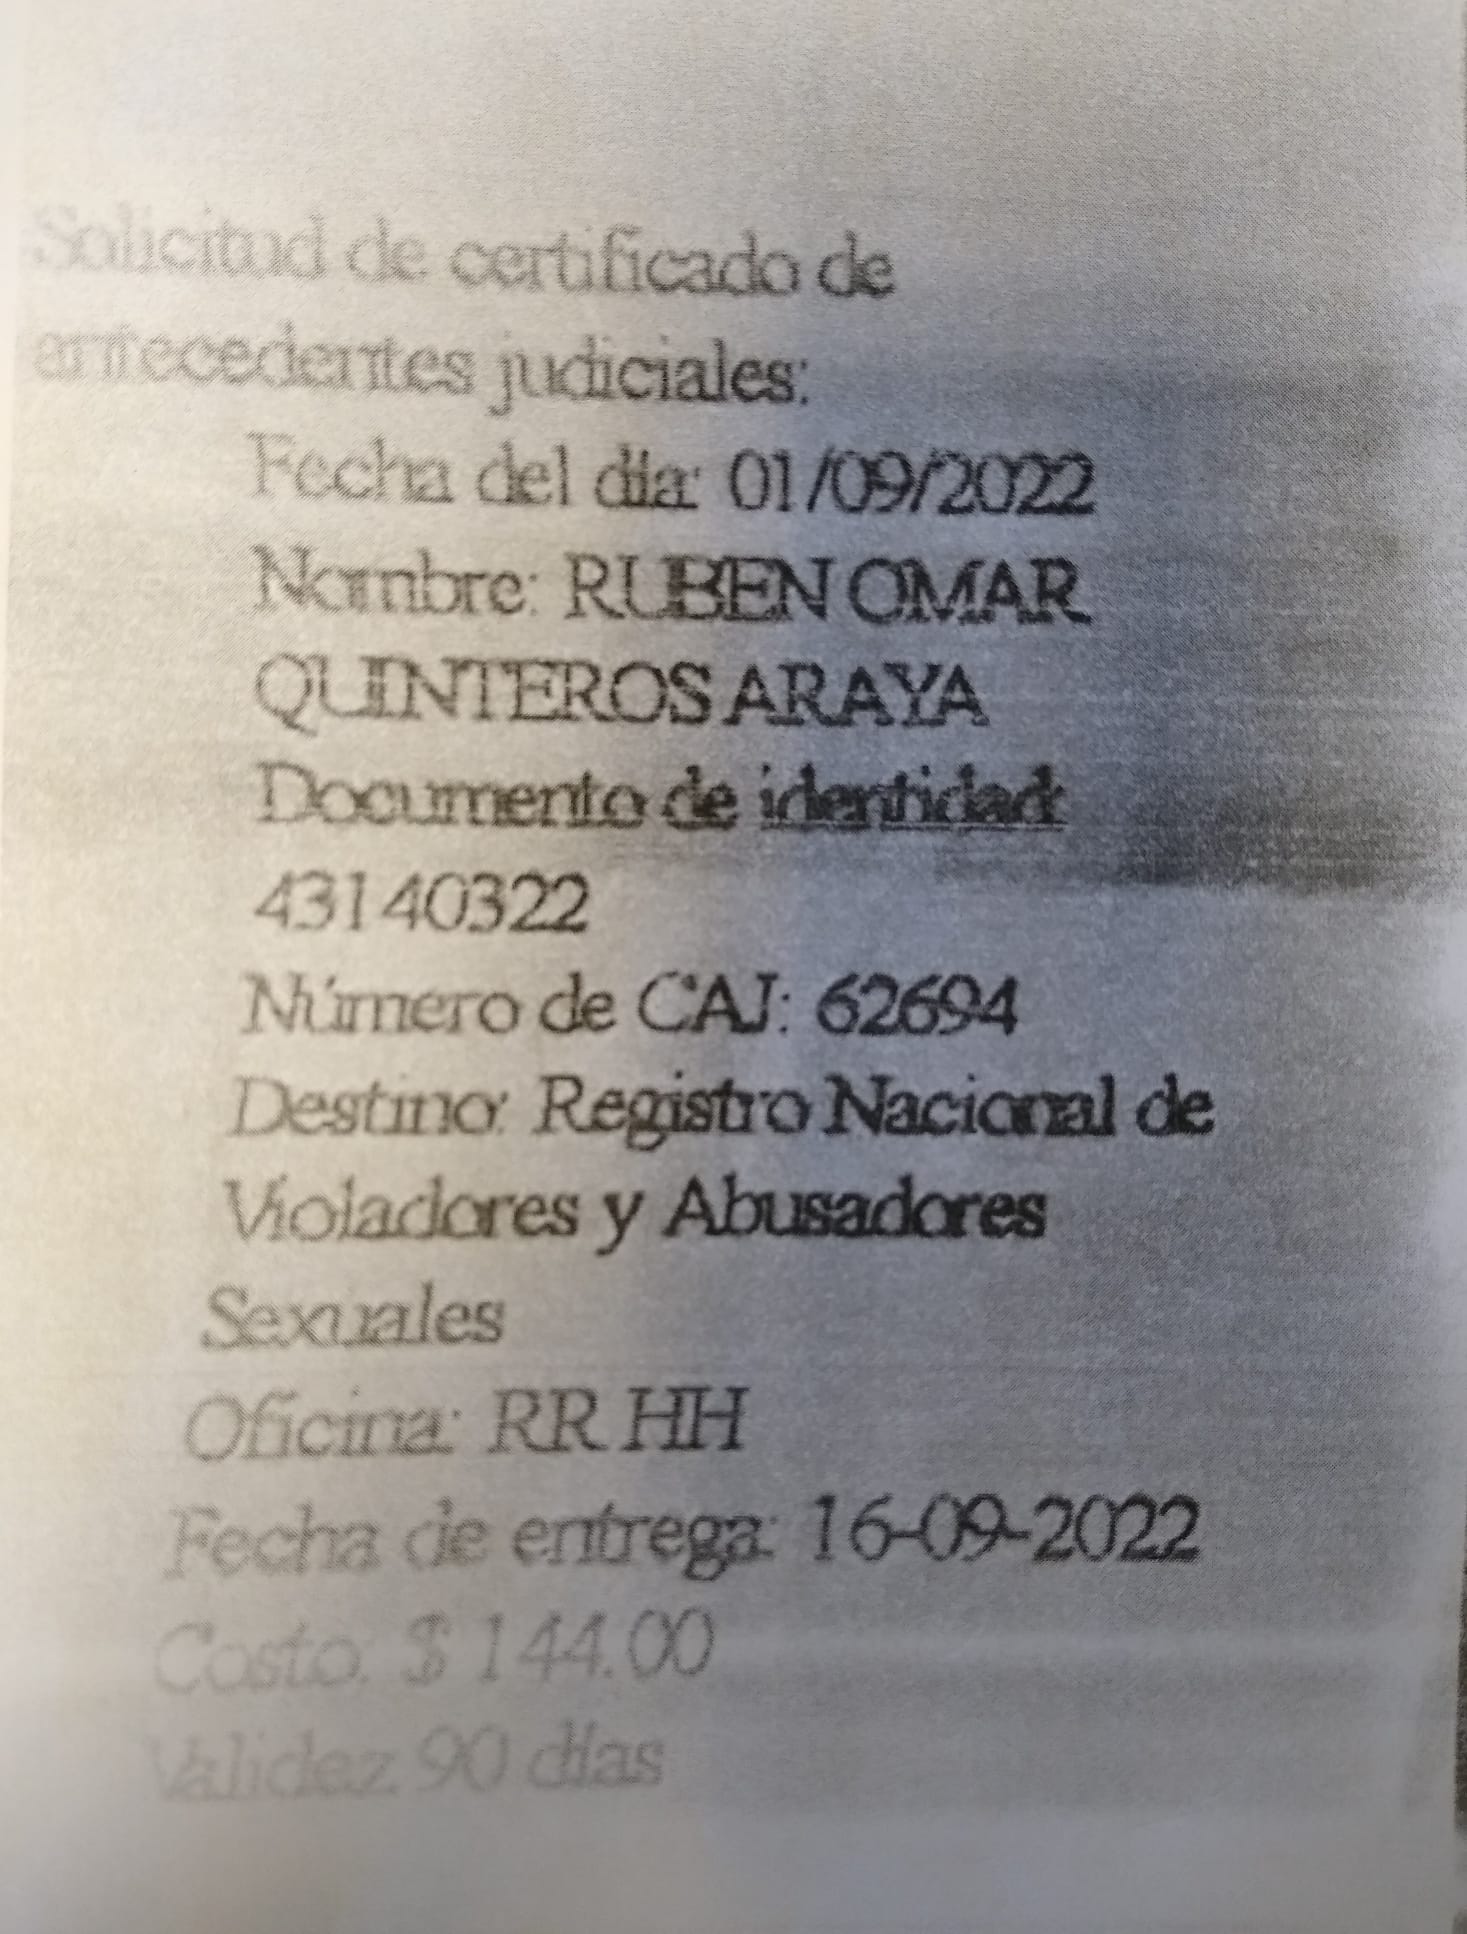 Solicitud de certificado de
antecedentes judiciales:
Fecha del día: 01/09/2022
Nombre: RUBEN OMAR
QUINTEROS ARAYA
Documento de identidad:
43140322
Número de CAJ: 62694
Destino: Registro Nacional de
Violadores y Abusadores
Sexuales
Oficina: RR HH
Fecha de entrega: 16-09-2022
Costo: $ 144.00
Validez 90 días